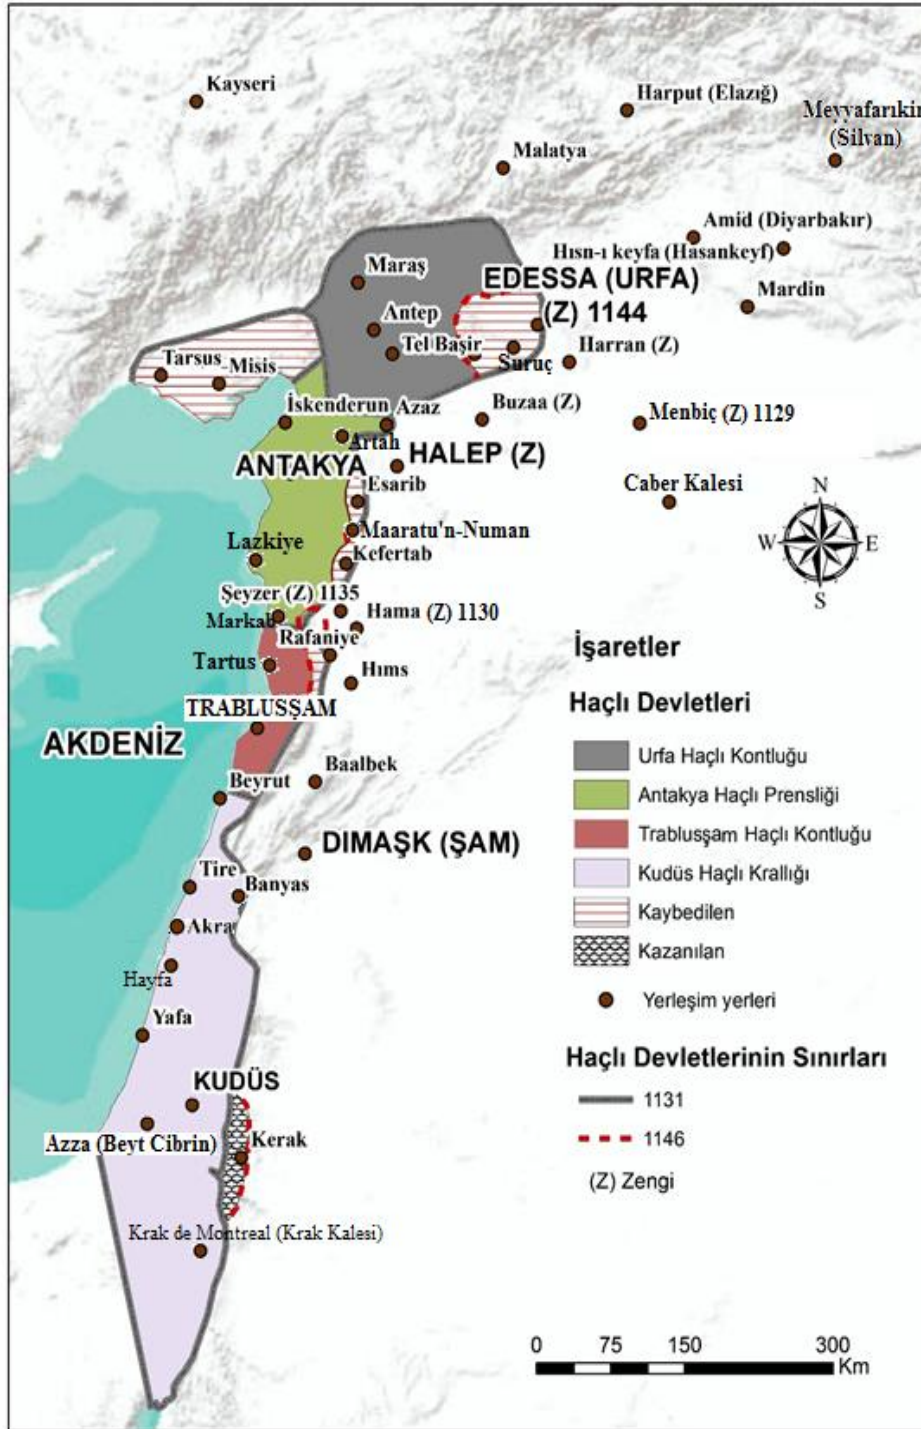 Kayseri
Harput (Elazığ)
Meyyafarıkin
(Silvan)
Malatya
Amid (Diyarbakır)
Hısn-ı keyfa (Hasankeyf)
Maraş
EDESSA (URFA)
(Z) 1144
Mardin
Antep
Tel Başir
Suruç
Harran (Z)
Tarsus
-Misis
İskenderun
Azaz
Buzaa (Z)
Menbiç (Z) 1129
Artah
ANTAKYA
HALEP (Z)
Esarib
Caber Kalesi
N
W
E
S
Maaratu'n-Numan
Lazkiye
Kefertab
Şeyzer (Z) 1135
Markab
Hama (Z) 1130
Rafaniye
Tartus
Hıms
TRABLUSŞAM
AKDENİZ
Baalbek
Beyrut
DIMAŞK (ŞAM)
Tire
Banyas
Akra
Hayfa
Yafa
KUDÜS
Azza (Beyt Cibrin)
Kerak
Krak de Montreal (Krak Kalesi)
İşaretler
Haçlı Devletleri
Urfa Haçlı Kontluğu
Antakya Haçlı Prensliği
Trablusşam Haçlı Kontluğu
Kudüs Haçlı Krallığı
Kaybedilen
Kazanılan
Yerleşim yerleri
Haçlı Devletlerinin Sınırları
1131
1146
(Z) Zengi
0 75 150 300
Km